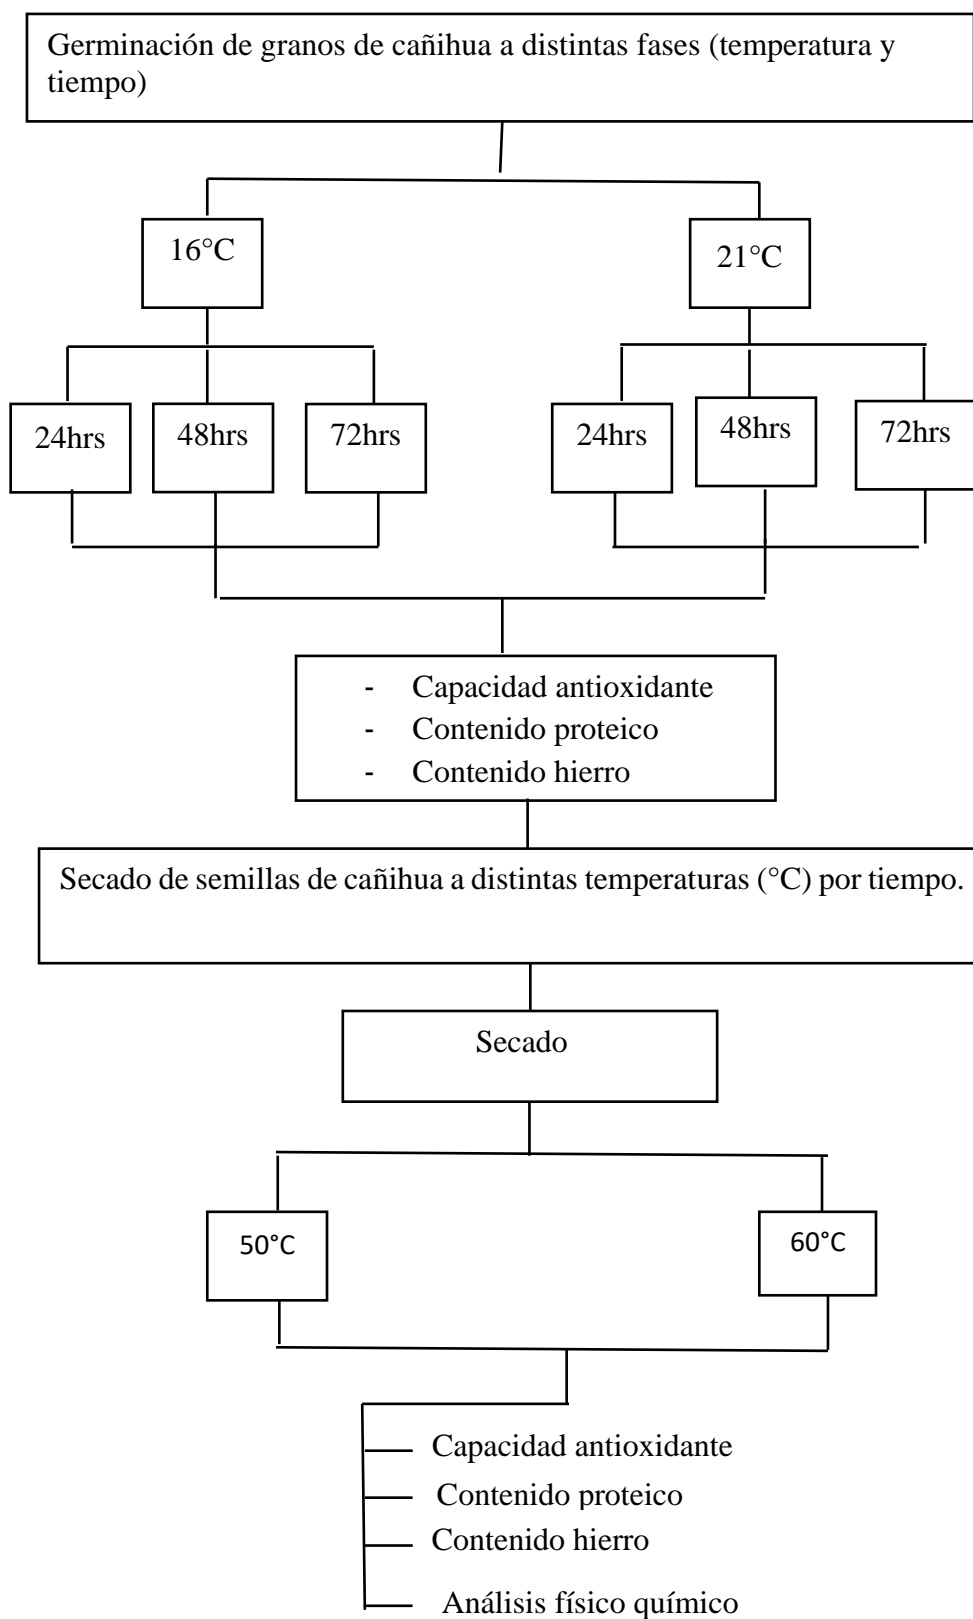 Germinación de granos de cañihua a distintas fases (temperatura y
tiempo)
16°C
21°C
24hrs
48hrs
72hrs
24hrs
48hrs
72hrs
- Capacidad antioxidante
- Contenido proteico
- Contenido hierro
Secado de semillas de cañihua a distintas temperaturas (°C) por tiempo.
Secado
50°C
60°C
Capacidad antioxidante
Contenido proteico
Contenido hierro
Análisis físico químico